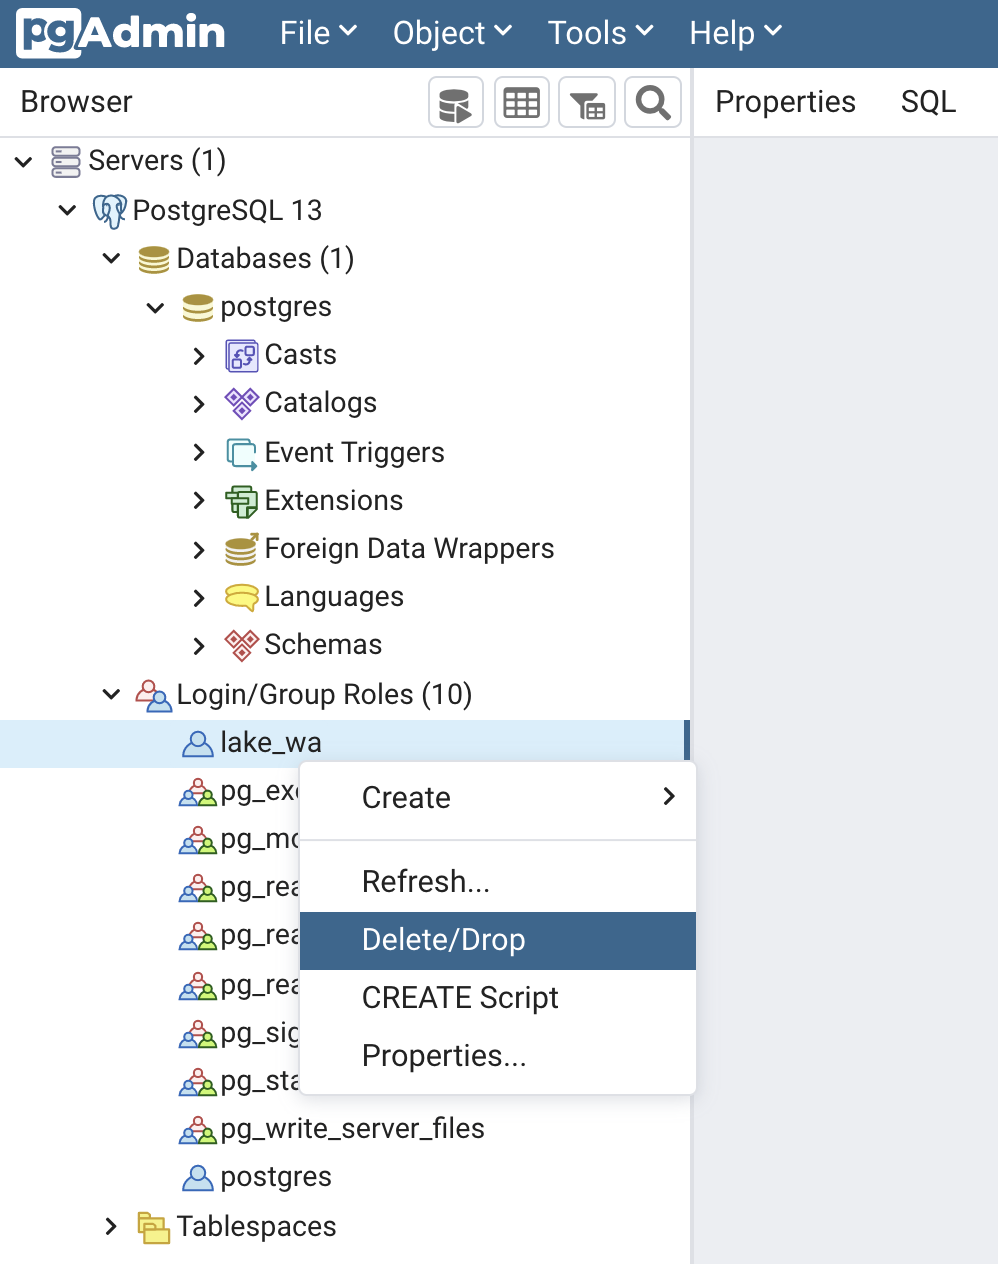 pgAdmin File Object Tools Help
Browser Properties SQL
Servers (1)
PostgreSQL 13
Databases (1)
postgres
Casts
Catalogs
Event Triggers
Extensions
Foreign Data Wrappers
Languages
Schemas
Login/Group Roles (10)
lake_wa
pg_exe
pg_mo
pg_rea
pg_rea
pg_rea
pg_sig
pg_sta
pg_write_server_files
postgres
Tablespaces
Create
Refresh...
Delete/Drop
CREATE Script
Properties...